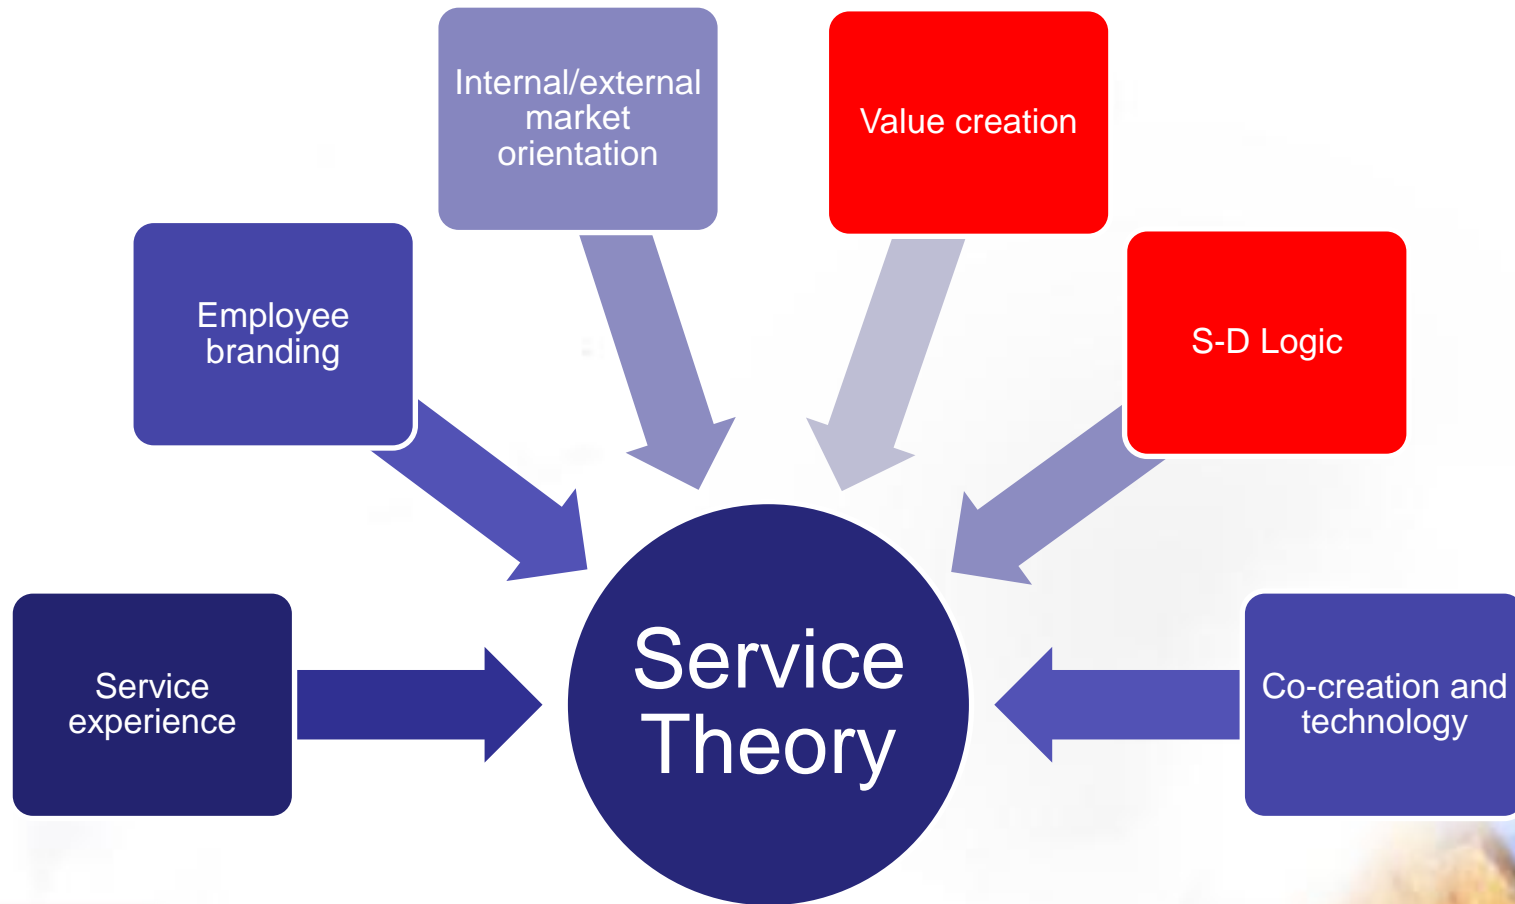 Internal/external
market
orientation
Value creation
Employee
branding
S-D Logic
Service
experience
Service
Theory
Co-creation and
technology